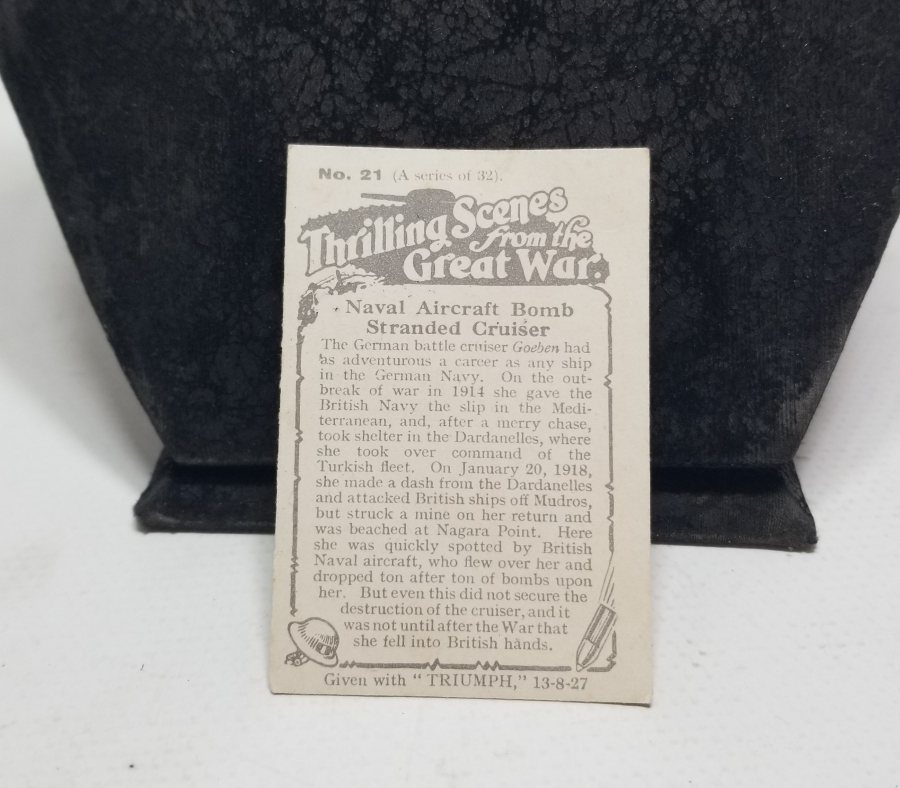 No. 21 (A series of 32).
Thrilling Scenes
from the
Great War.
Naval Aircraft Bomb
Stranded Cruiser
The German battle cruiser Goeben had
as adventurous a career as any ship
in the German Navy. On the out-
break of war in 1914 she gave the
British Navy the slip in the Medi-
terranean, and, after a merry chase,
took shelter in the Dardanelles, where
she took over command of the
Turkish fleet. On January 20, 1918,
she made a dash from the Dardanelles
and attacked British ships off Mudros,
but struck a mine on her return and
was beached at Nagara Point. Here
she was quickly spotted by British
Naval aircraft, who flew over her and
dropped ton after ton of bombs upon
her. But even this did not secure the
destruction of the cruiser, and it
was not until after the War that
she fell into British hands.
Given with "TRIUMPH," 13-8-27